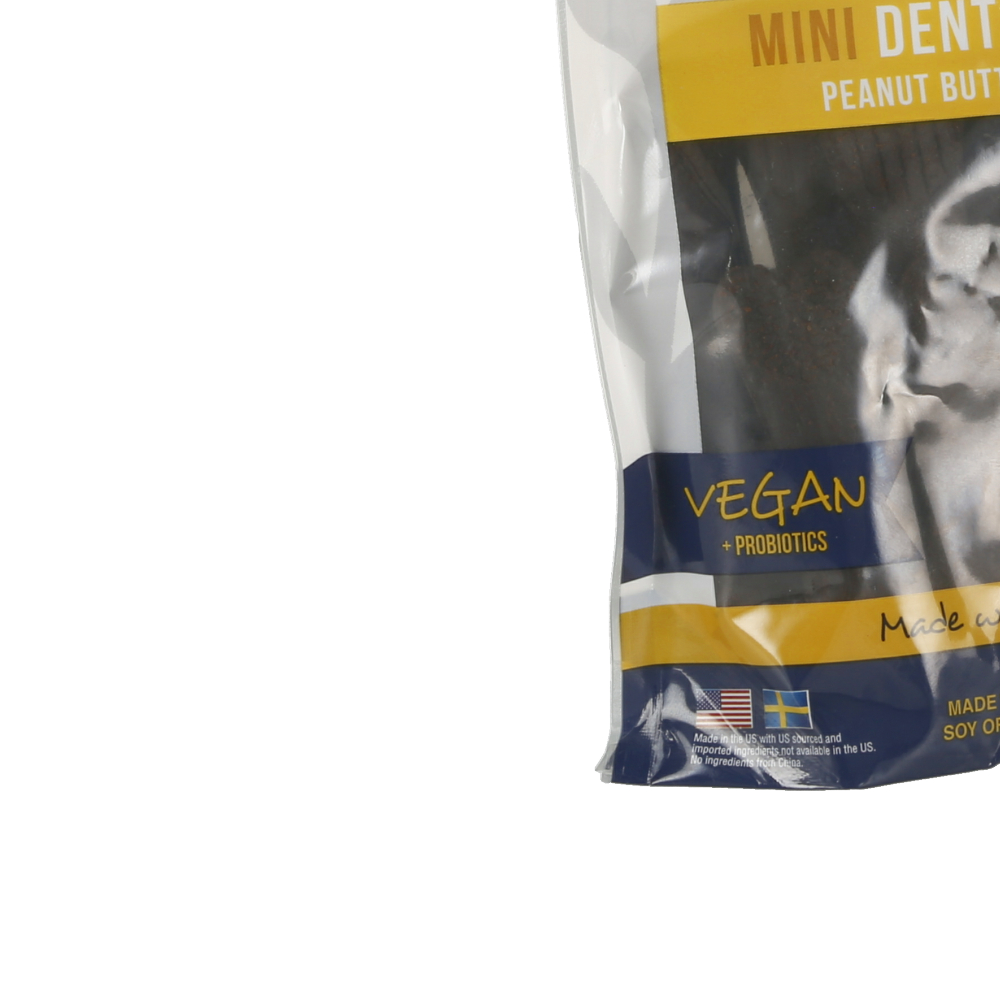 MINI DENT
PEANUT BUTT
VEGAN
+ PROBIOTICS
Made w
Made in the US with US sourced and
imported ingredients not available in the US.
No ingredients from China.
MADE
SOY OR